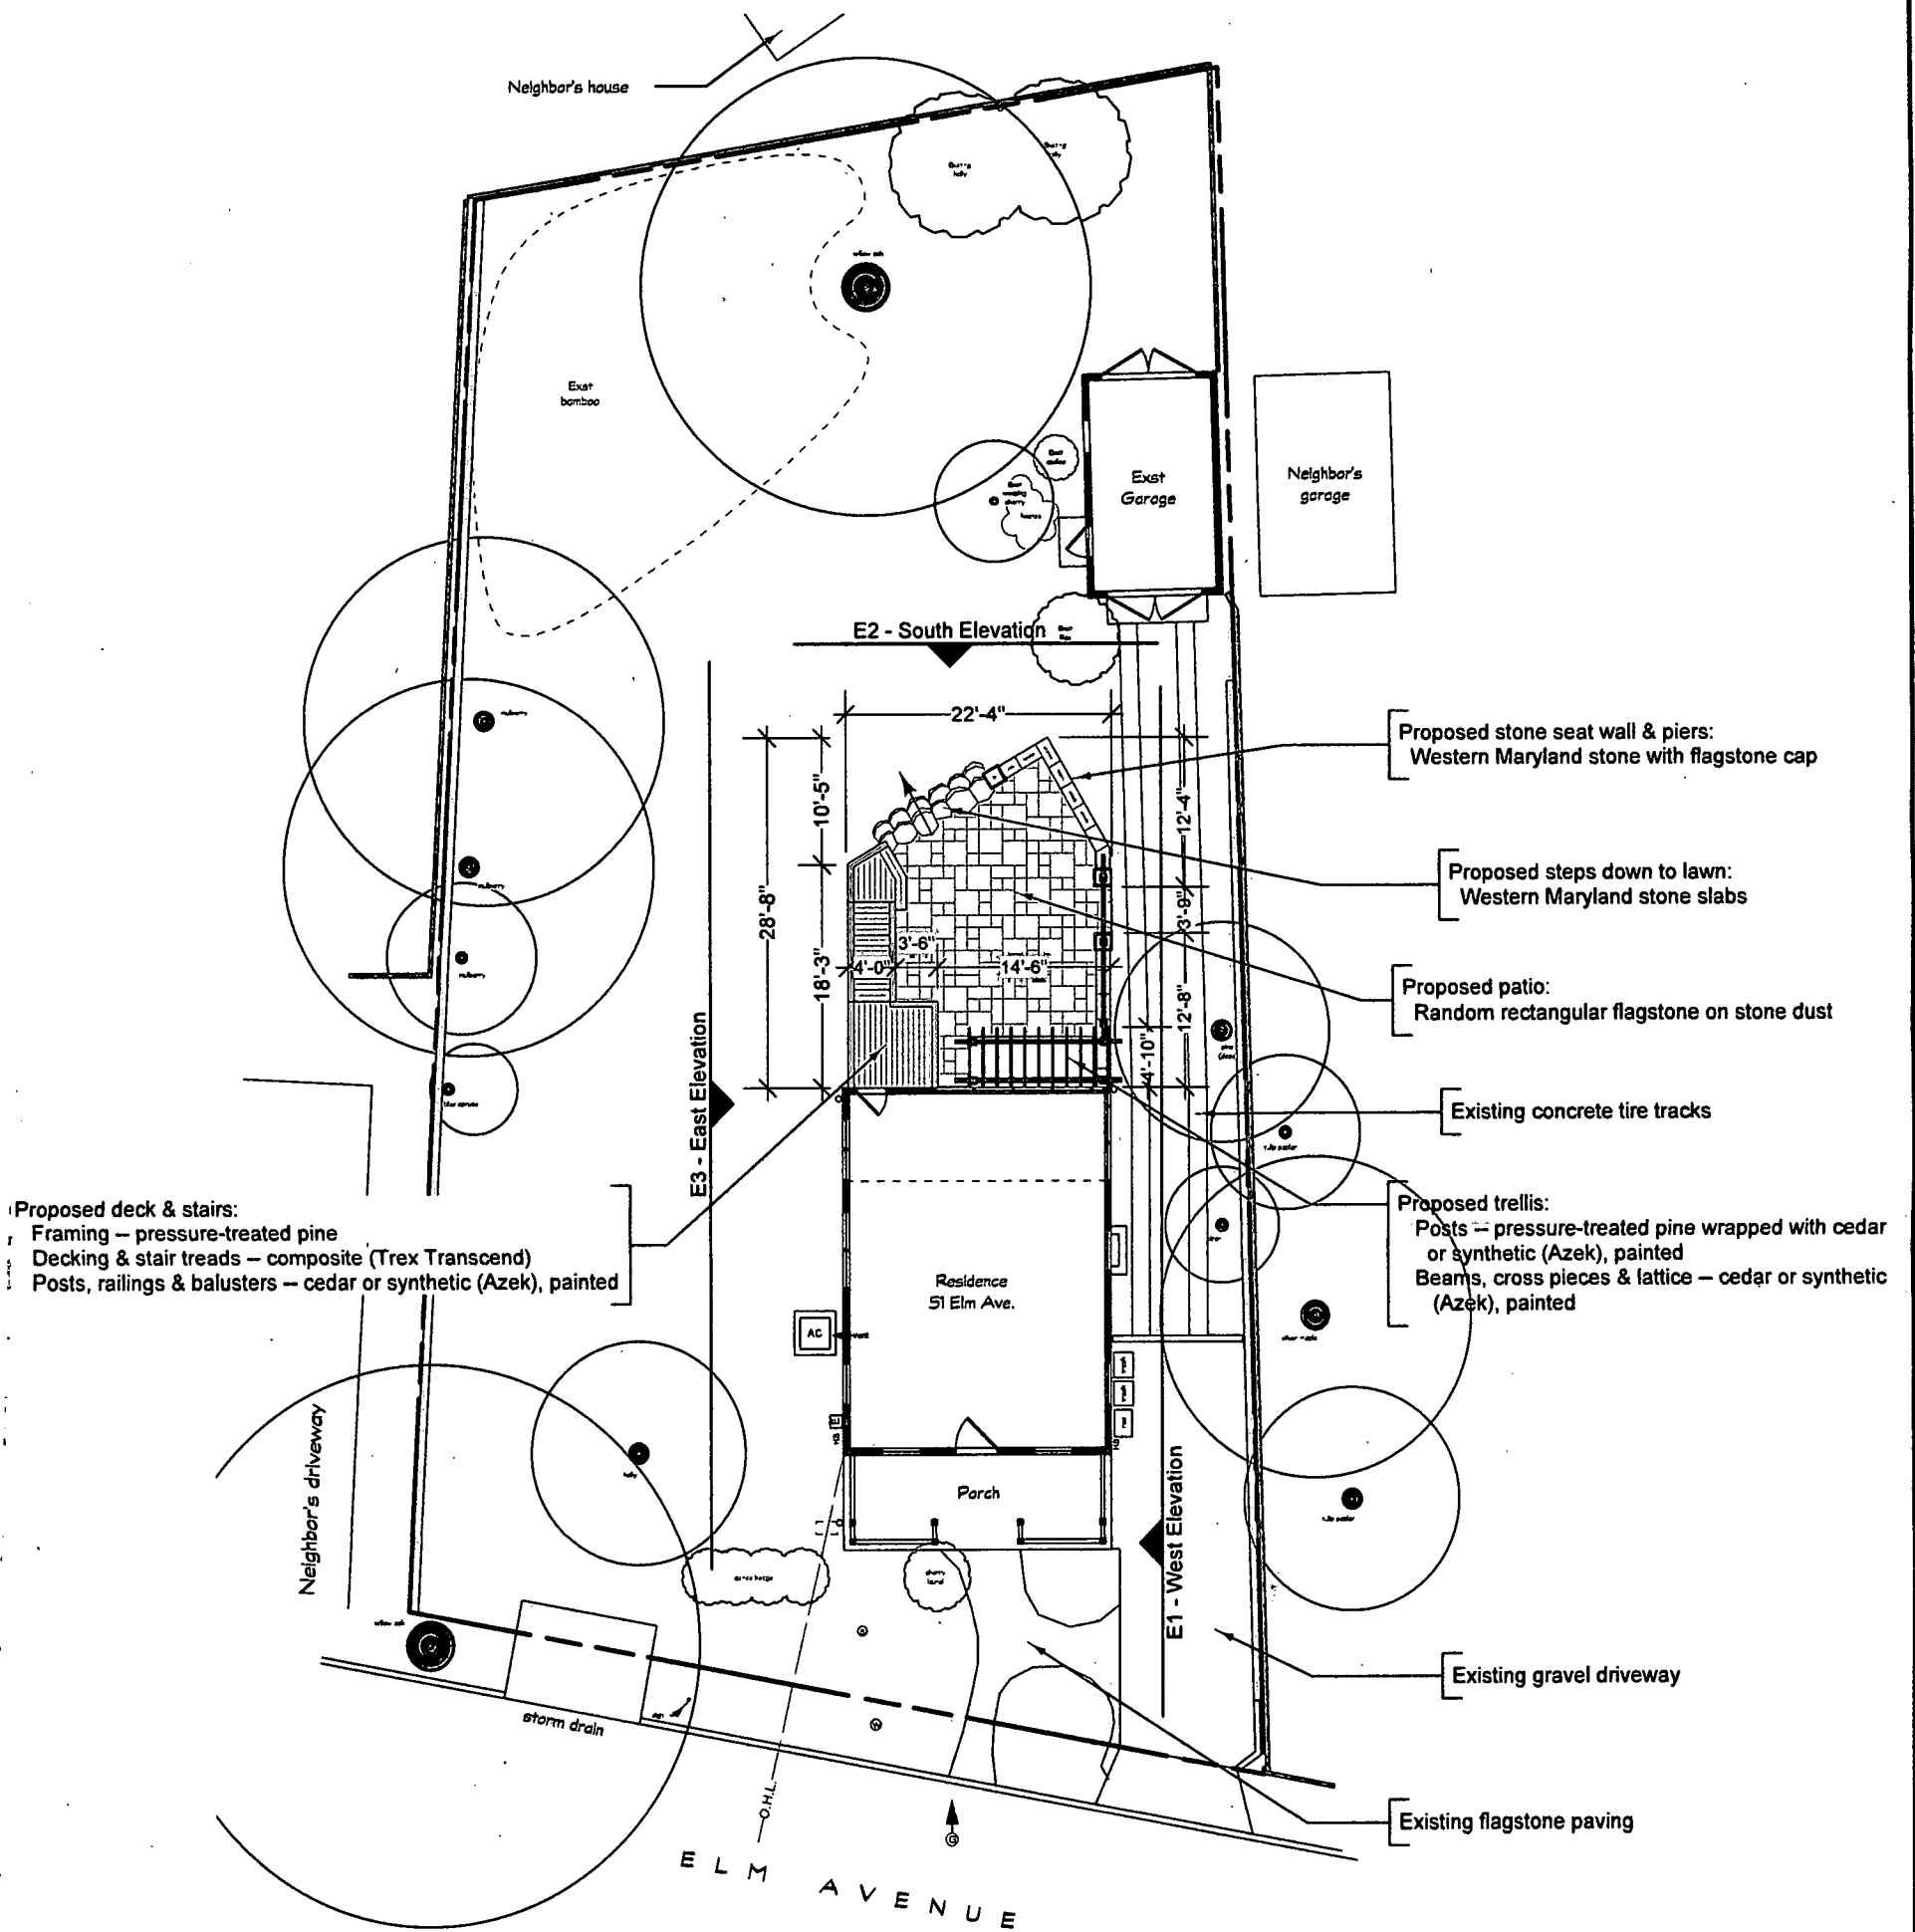 Neighbor's house
Exst
bamboo
Exst
Garage
Neighbor's
garage
E2 - South Elevation
mulberry
mulberry
mulberry
22'-4"
10'-5"
28'-8"
18'-3"
12'-4"
3'-9"
12'-8"
4'-10"
3'-6"
4'-0"
14'-6"
Proposed stone seat wall & piers:
Western Maryland stone with flagstone cap
Proposed steps down to lawn:
Western Maryland stone slabs
Proposed patio:
Random rectangular flagstone on stone dust
Existing concrete tire tracks
E3 - East Elevation
Proposed deck & stairs:
Framing – pressure-treated pine
Decking & stair treads – composite (Trex Transcend)
Posts, railings & balusters – cedar or synthetic (Azek), painted
Proposed trellis:
Posts – pressure-treated pine wrapped with cedar
or synthetic (Azek), painted
Beams, cross pieces & lattice – cedar or synthetic
(Azek), painted
Residence
51 Elm Ave.
AC
vent
Porch
E1 - West Elevation
Neighbor's driveway
storm drain
O.H.L.
Existing gravel driveway
Existing flagstone paving
ELM AVENUE